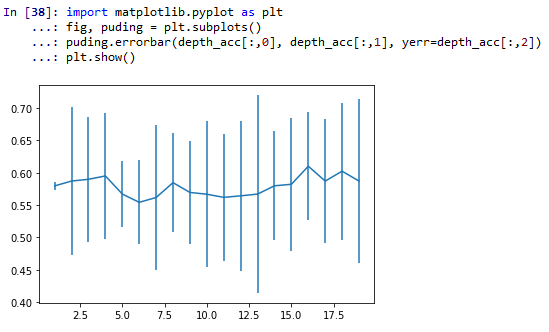 In [38]: import matplotlib.pyplot as plt
...: fig, puding = plt.subplots()
...: puding.errorbar(depth_acc[:,0], depth_acc[:,1], yerr=depth_acc[:,2])
...: plt.show()
0.70
0.65
0.60
0.55
0.50
0.45
0.40
2.5 5.0 7.5 10.0 12.5 15.0 17.5